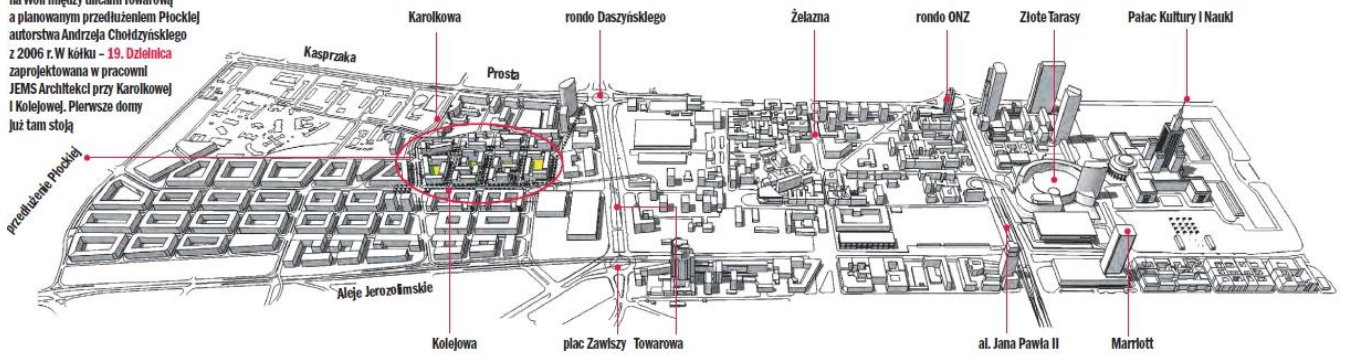 na Woli między ulicami Towarową
a planowanym przedłużeniem Płockiej
autorstwa Andrzeja Chołdzyńskiego
z 2006 r. W kółku – 19. Dzielnica
zaprojektowana w pracowni
JEMS Architekci przy Karolkowej
i Kolejowej. Pierwsze domy
już tam stoją
Karolkowa
rondo Daszyńskiego
Żelazna
rondo ONZ
Złote Tarasy
Pałac Kultury i Nauki
Kasprzaka
Prosta
przedłużenie Płockiej
Aleje Jerozolimskie
Kolejowa
plac Zawiszy
Towarowa
al. Jana Pawła II
Marriott